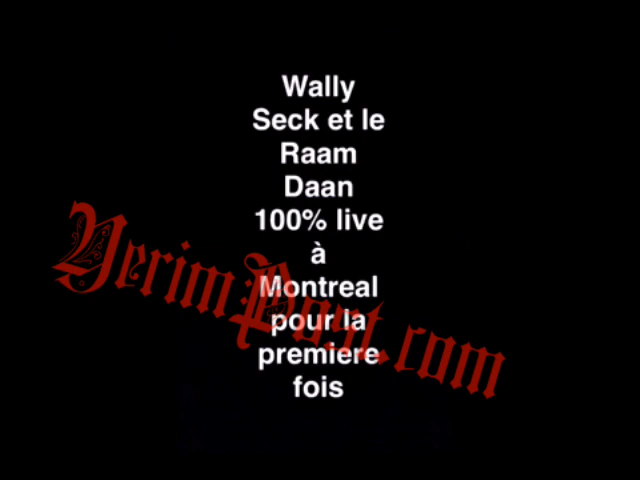 Wally
Seck et le
Raam
Daan
100% live
à
Montreal
pour la
premiere
fois
YerimPost.com